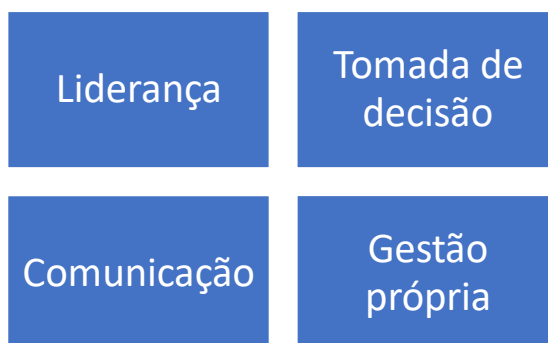 Liderança
Tomada de
decisão
Comunicação
Gestão
própria